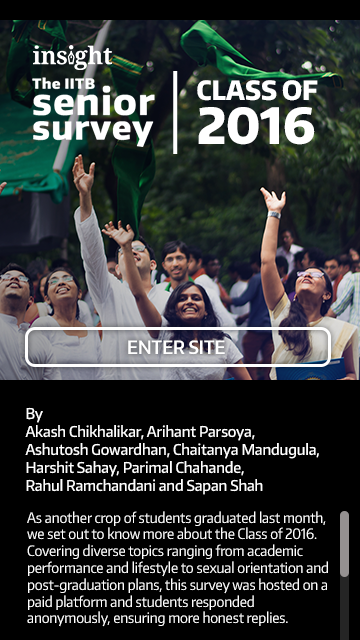 insight
The IITB
senior
survey
CLASS OF
2016
ENTER SITE
By
Akash Chikhalikar, Arihant Parsoya,
Ashutosh Gowardhan, Chaitanya Mandugula,
Harshit Sahay, Parimal Chahande,
Rahul Ramchandani and Sapan Shah
As another crop of students graduated last month,
we set out to know more about the Class of 2016.
Covering diverse topics ranging from academic
performance and lifestyle to sexual orientation and
post-graduation plans, this survey was hosted on a
paid platform and students responded
anonymously, ensuring more honest replies.